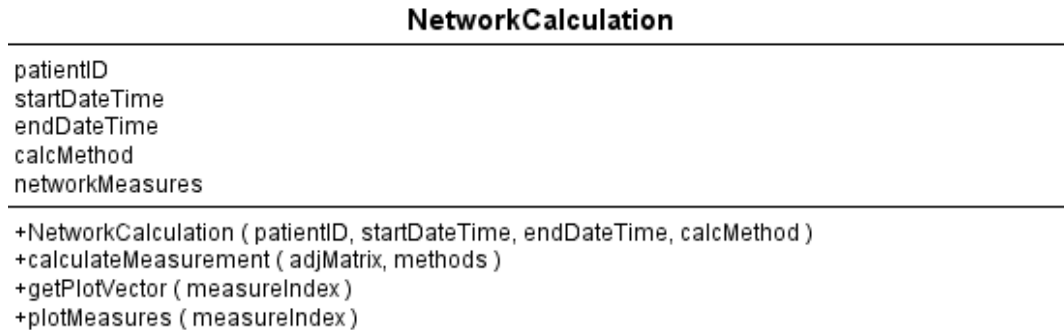 NetworkCalculation
patientID
startDateTime
endDateTime
calcMethod
networkMeasures
+NetworkCalculation ( patientID, startDateTime, endDateTime, calcMethod )
+calculateMeasurement ( adjMatrix, methods )
+getPlotVector ( measureIndex )
+plotMeasures ( measureIndex )